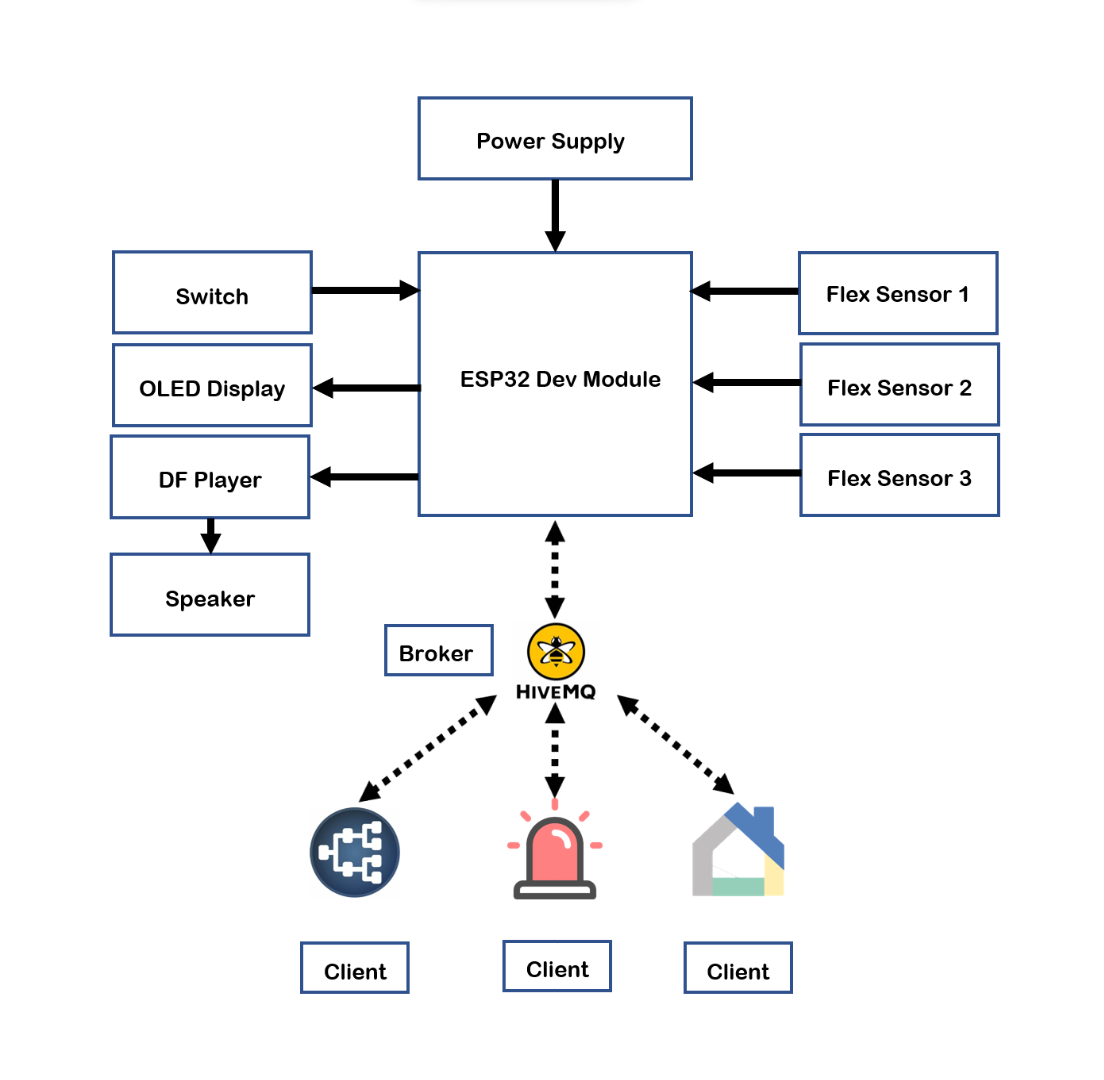 Power Supply
Switch
Flex Sensor 1
ESP32 Dev Module
OLED Display
Flex Sensor 2
DF Player
Flex Sensor 3
Speaker
Broker
HIVEMQ
Client
Client
Client